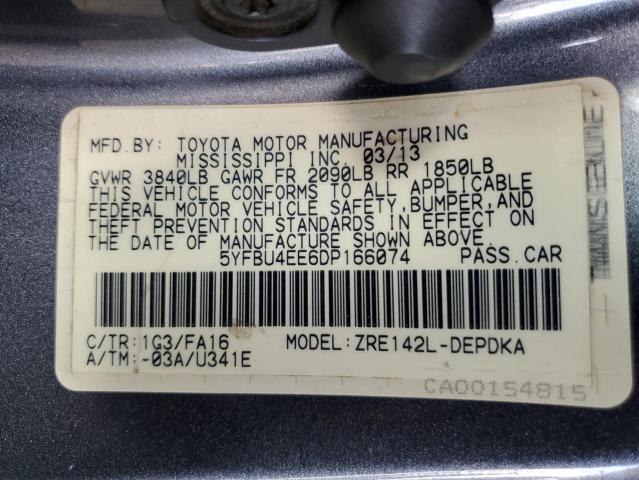 MFD.BY: TOYOTA MOTOR MANUFACTURING
MISSISSIPPI INC. 03/13
GVWR 3840LB GAWR FR 2090LB RR 1850LB
THIS VEHICLE CONFORMS TO ALL APPLICABLE
FEDERAL MOTOR VEHICLE SAFETY,BUMPER,AND
THEFT PREVENTION STANDARDS IN EFFECT ON
THE DATE OF MANUFACTURE SHOWN ABOVE.
5YFBU4EE6DP166074 PASS.CAR
C/TR:1G3/FA16 MODEL:ZRE142L-DEPDKA
A/TM:-03A/U341E
CA00154815